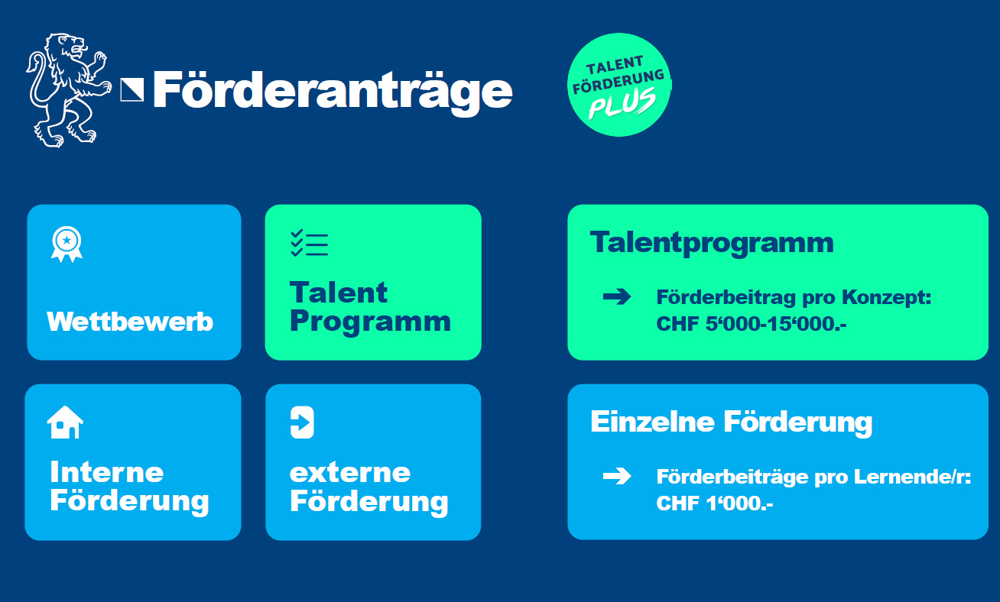 Förderanträge
TALENT
FÖRDERUNG
PLUS
Wettbewerb
Talent
Programm
Interne
Förderung
externe
Förderung
Talentprogramm
➔ Förderbeitrag pro Konzept:
CHF 5‘000-15‘000.-
Einzelne Förderung
➔ Förderbeiträge pro Lernende/r:
CHF 1‘000.-